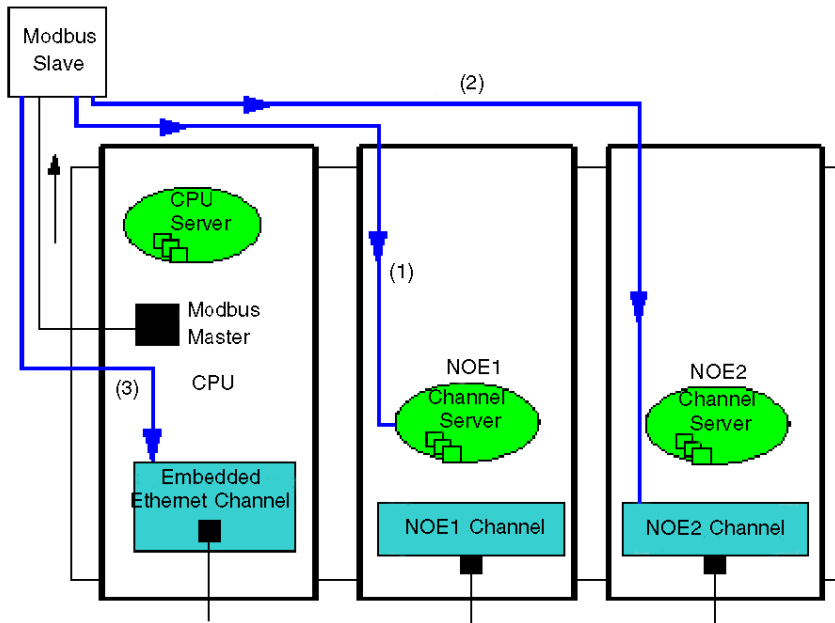 Modbus
Slave
(2)
CPU
Server
(1)
Modbus
Master
(3)
CPU
NOE1
Channel
Server
NOE2
Channel
Server
Embedded
Ethernet Channel
NOE1 Channel
NOE2 Channel